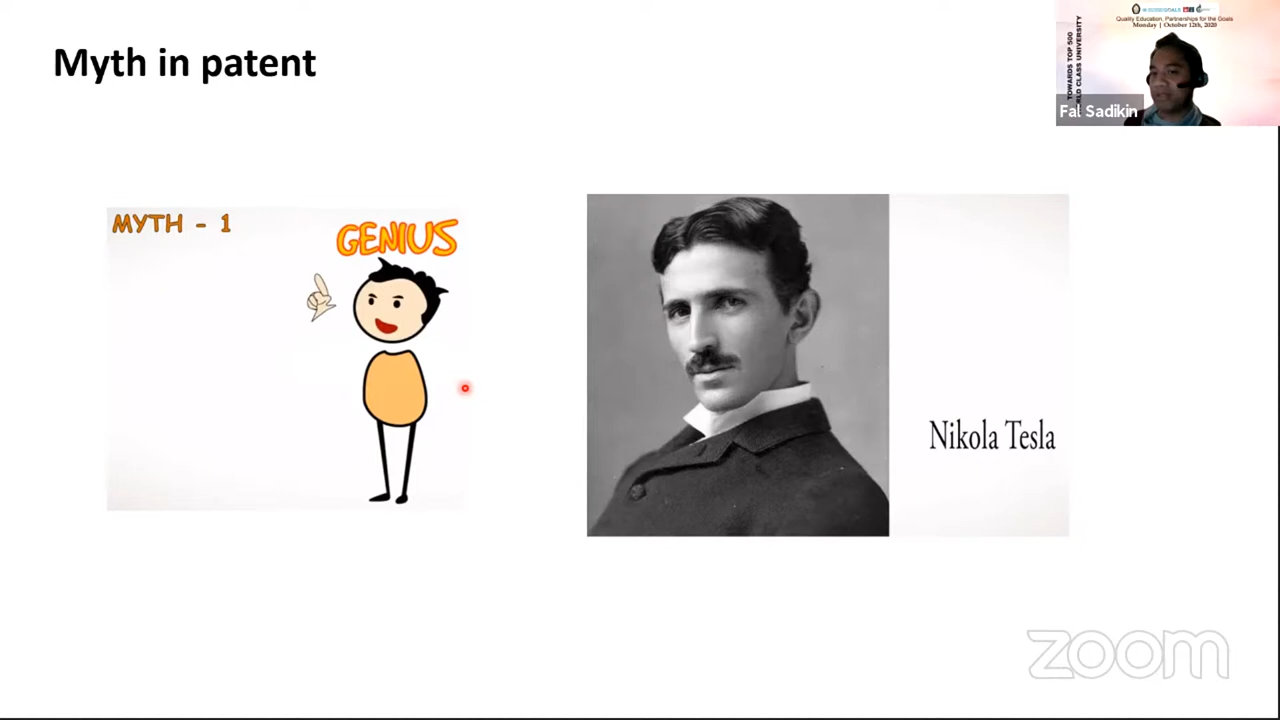 Myth in patent
Quality Education, Partnerships for the Goals
Monday | October 12th, 2020
TOWARDS TOP 500
RLD CLASS UNIVERSITY
Fal Sadikin
MYTH - 1
GENIUS
Nikola Tesla
zoom